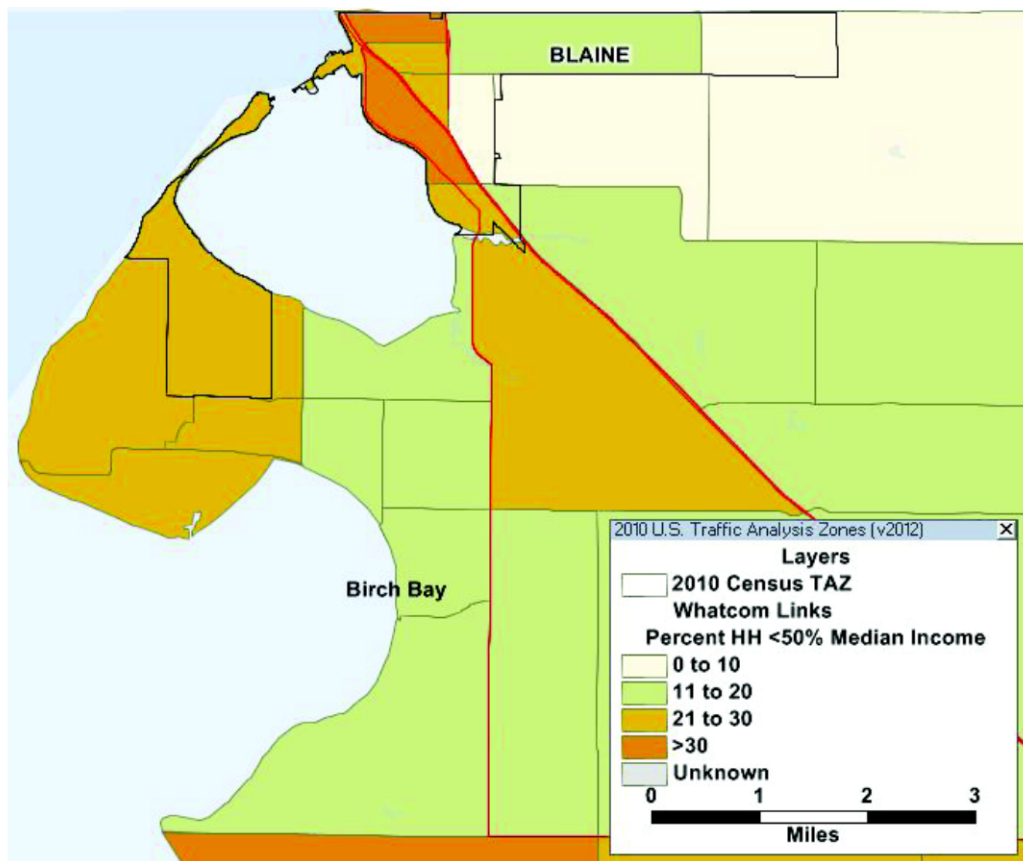 BLAINE
Birch Bay
2010 U.S. Traffic Analysis Zones (v2012)
Layers
2010 Census TAZ
Whatcom Links
Percent HH <50% Median Income
0 to 10
11 to 20
21 to 30
>30
Unknown
0 1 2 3
Miles